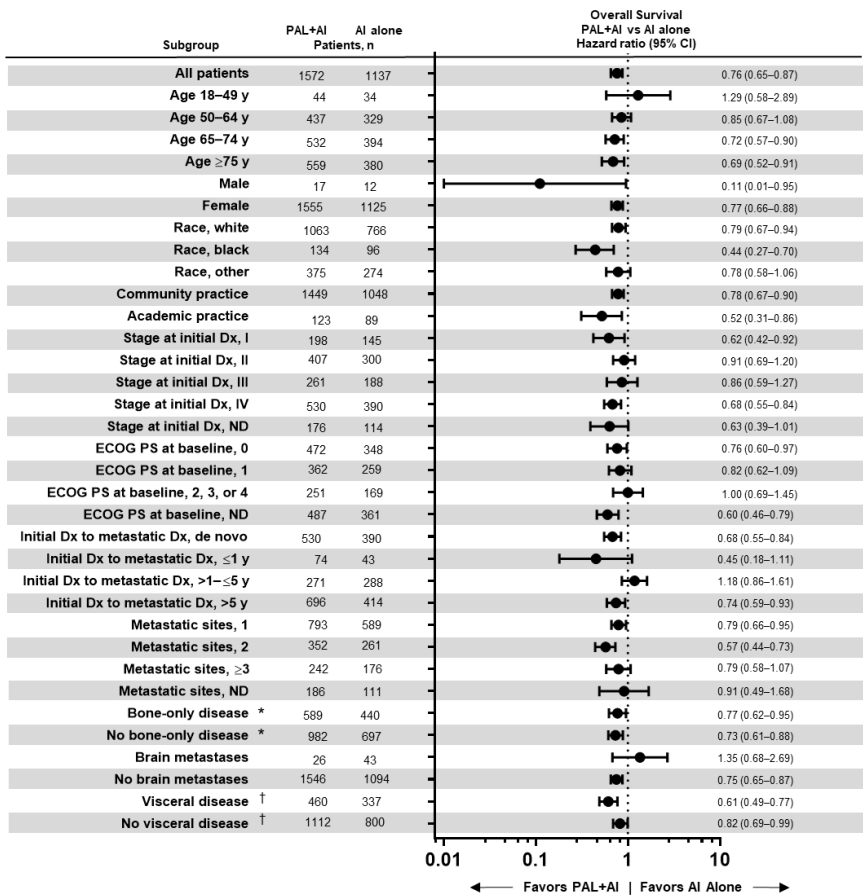 Overall Survival
PAL+AI AI alone PAL+AI vs AI alone
Subgroup Patients, n Hazard ratio (95% CI)
All patients 1572 1137 0.76 (0.65–0.87)
Age 18–49 y 44 34 1.29 (0.58–2.89)
Age 50–64 y 437 329 0.85 (0.67–1.08)
Age 65–74 y 532 394 0.72 (0.57–0.90)
Age ≥75 y 559 380 0.69 (0.52–0.91)
Male 17 12 0.11 (0.01–0.95)
Female 1555 1125 0.77 (0.66–0.88)
Race, white 1063 766 0.79 (0.67–0.94)
Race, black 134 96 0.44 (0.27–0.70)
Race, other 375 274 0.78 (0.58–1.06)
Community practice 1449 1048 0.78 (0.67–0.90)
Academic practice 123 89 0.52 (0.31–0.86)
Stage at initial Dx, I 198 145 0.62 (0.42–0.92)
Stage at initial Dx, II 407 300 0.91 (0.69–1.20)
Stage at initial Dx, III 261 188 0.86 (0.59–1.27)
Stage at initial Dx, IV 530 390 0.68 (0.55–0.84)
Stage at initial Dx, ND 176 114 0.63 (0.39–1.01)
ECOG PS at baseline, 0 472 348 0.76 (0.60–0.97)
ECOG PS at baseline, 1 362 259 0.82 (0.62–1.09)
ECOG PS at baseline, 2, 3, or 4 251 169 1.00 (0.69–1.45)
ECOG PS at baseline, ND 487 361 0.60 (0.46–0.79)
Initial Dx to metastatic Dx, de novo 530 390 0.68 (0.55–0.84)
Initial Dx to metastatic Dx, ≤1 y 74 43 0.45 (0.18–1.11)
Initial Dx to metastatic Dx, >1–≤5 y 271 288 1.18 (0.86–1.61)
Initial Dx to metastatic Dx, >5 y 696 414 0.74 (0.59–0.93)
Metastatic sites, 1 793 589 0.79 (0.66–0.95)
Metastatic sites, 2 352 261 0.57 (0.44–0.73)
Metastatic sites, ≥3 242 176 0.79 (0.58–1.07)
Metastatic sites, ND 186 111 0.91 (0.49–1.68)
Bone-only disease * 589 440 0.77 (0.62–0.95)
No bone-only disease * 982 697 0.73 (0.61–0.88)
Brain metastases 26 43 1.35 (0.68–2.69)
No brain metastases 1546 1094 0.75 (0.65–0.87)
Visceral disease † 460 337 0.61 (0.49–0.77)
No visceral disease † 1112 800 0.82 (0.69–0.99)
0.01 0.1 1 10
Favors PAL+AI | Favors AI Alone